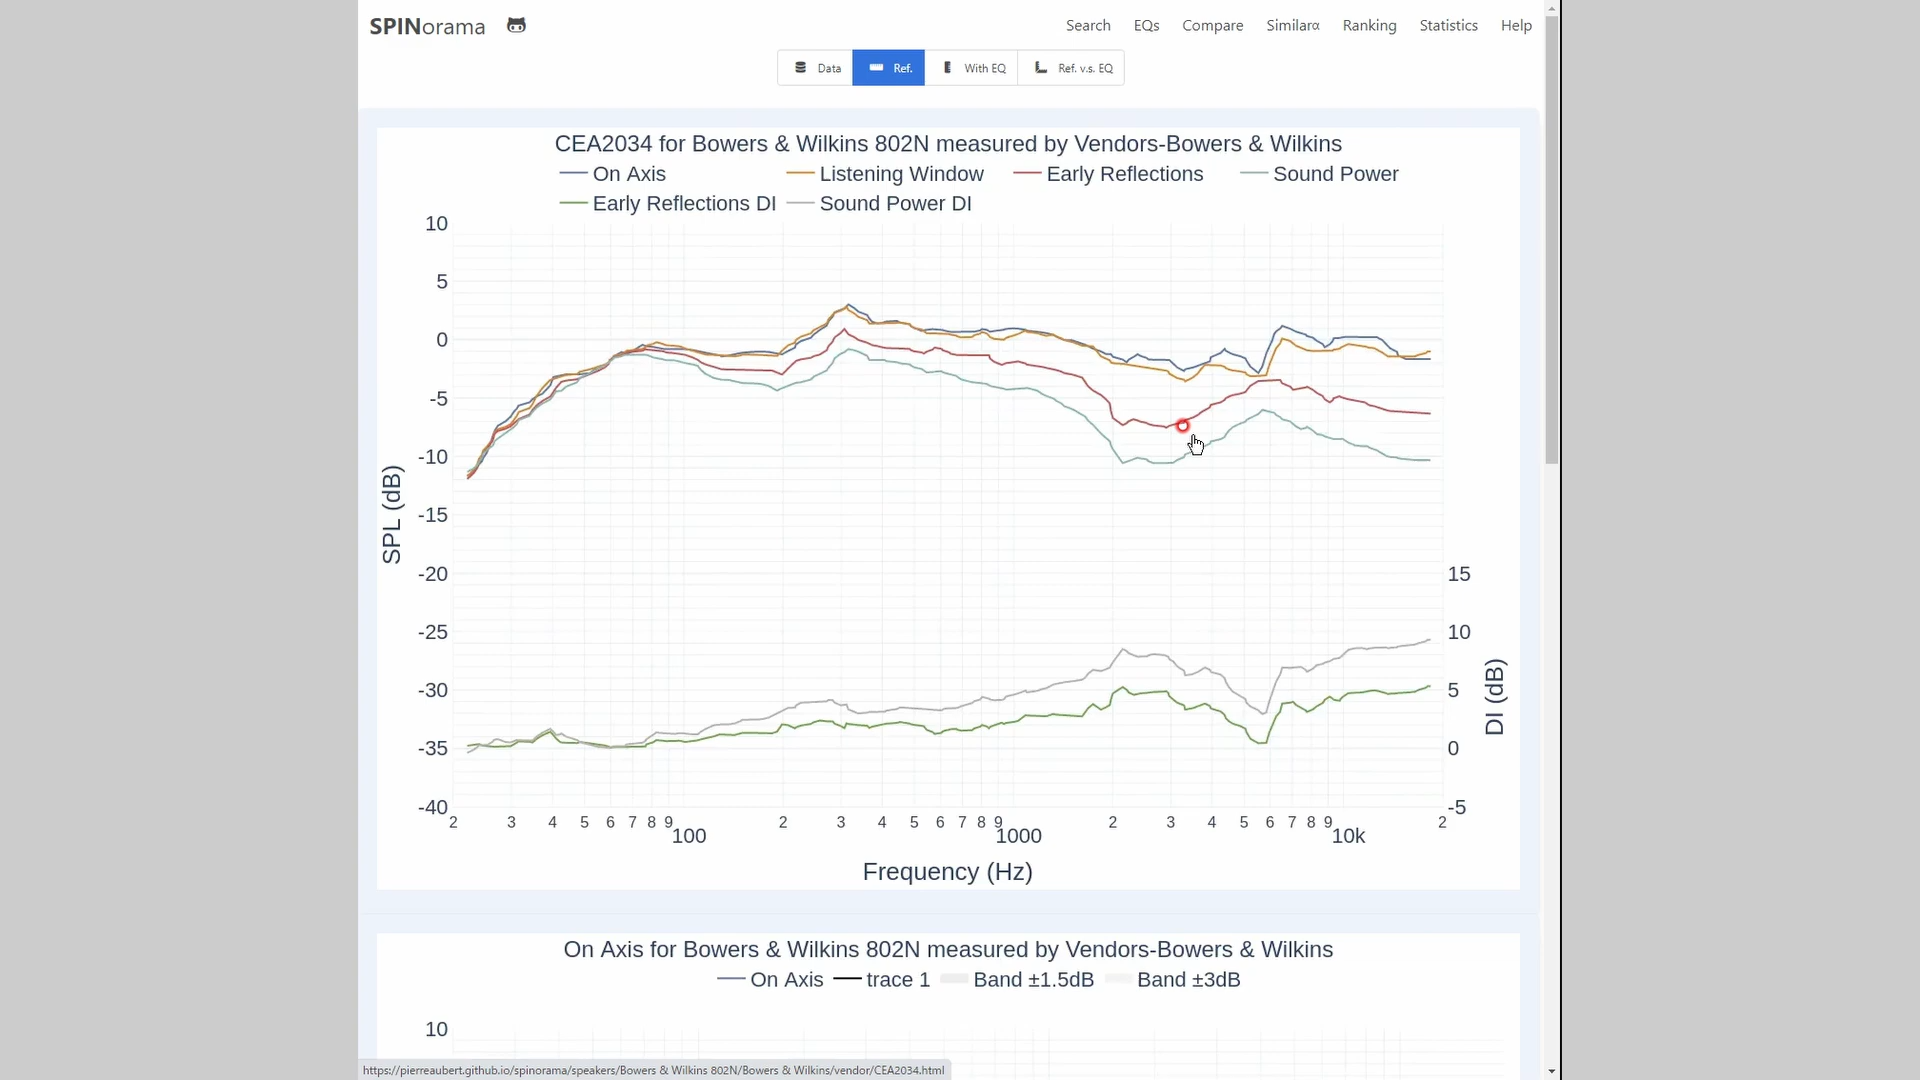 SPINorama
Search EQs Compare Similarα Ranking Statistics Help
Data Ref. With EQ Ref. v.s. EQ
CEA2034 for Bowers & Wilkins 802N measured by Vendors-Bowers & Wilkins
On Axis Listening Window Early Reflections Sound Power
Early Reflections DI Sound Power DI
10
5
0
-5
-10
-15
-20 15
-25 10
-30 5
-35 0
-40 -5
SPL (dB)
DI (dB)
2 3 4 5 6 7 8 9 100 2 3 4 5 6 7 8 9 1000 2 3 4 5 6 7 8 9 10k 2
Frequency (Hz)
On Axis for Bowers & Wilkins 802N measured by Vendors-Bowers & Wilkins
On Axis trace 1 Band ±1.5dB Band ±3dB
10
https://pierreaubert.github.io/spinorama/speakers/Bowers & Wilkins 802N/Bowers & Wilkins/vendor/CEA2034.html